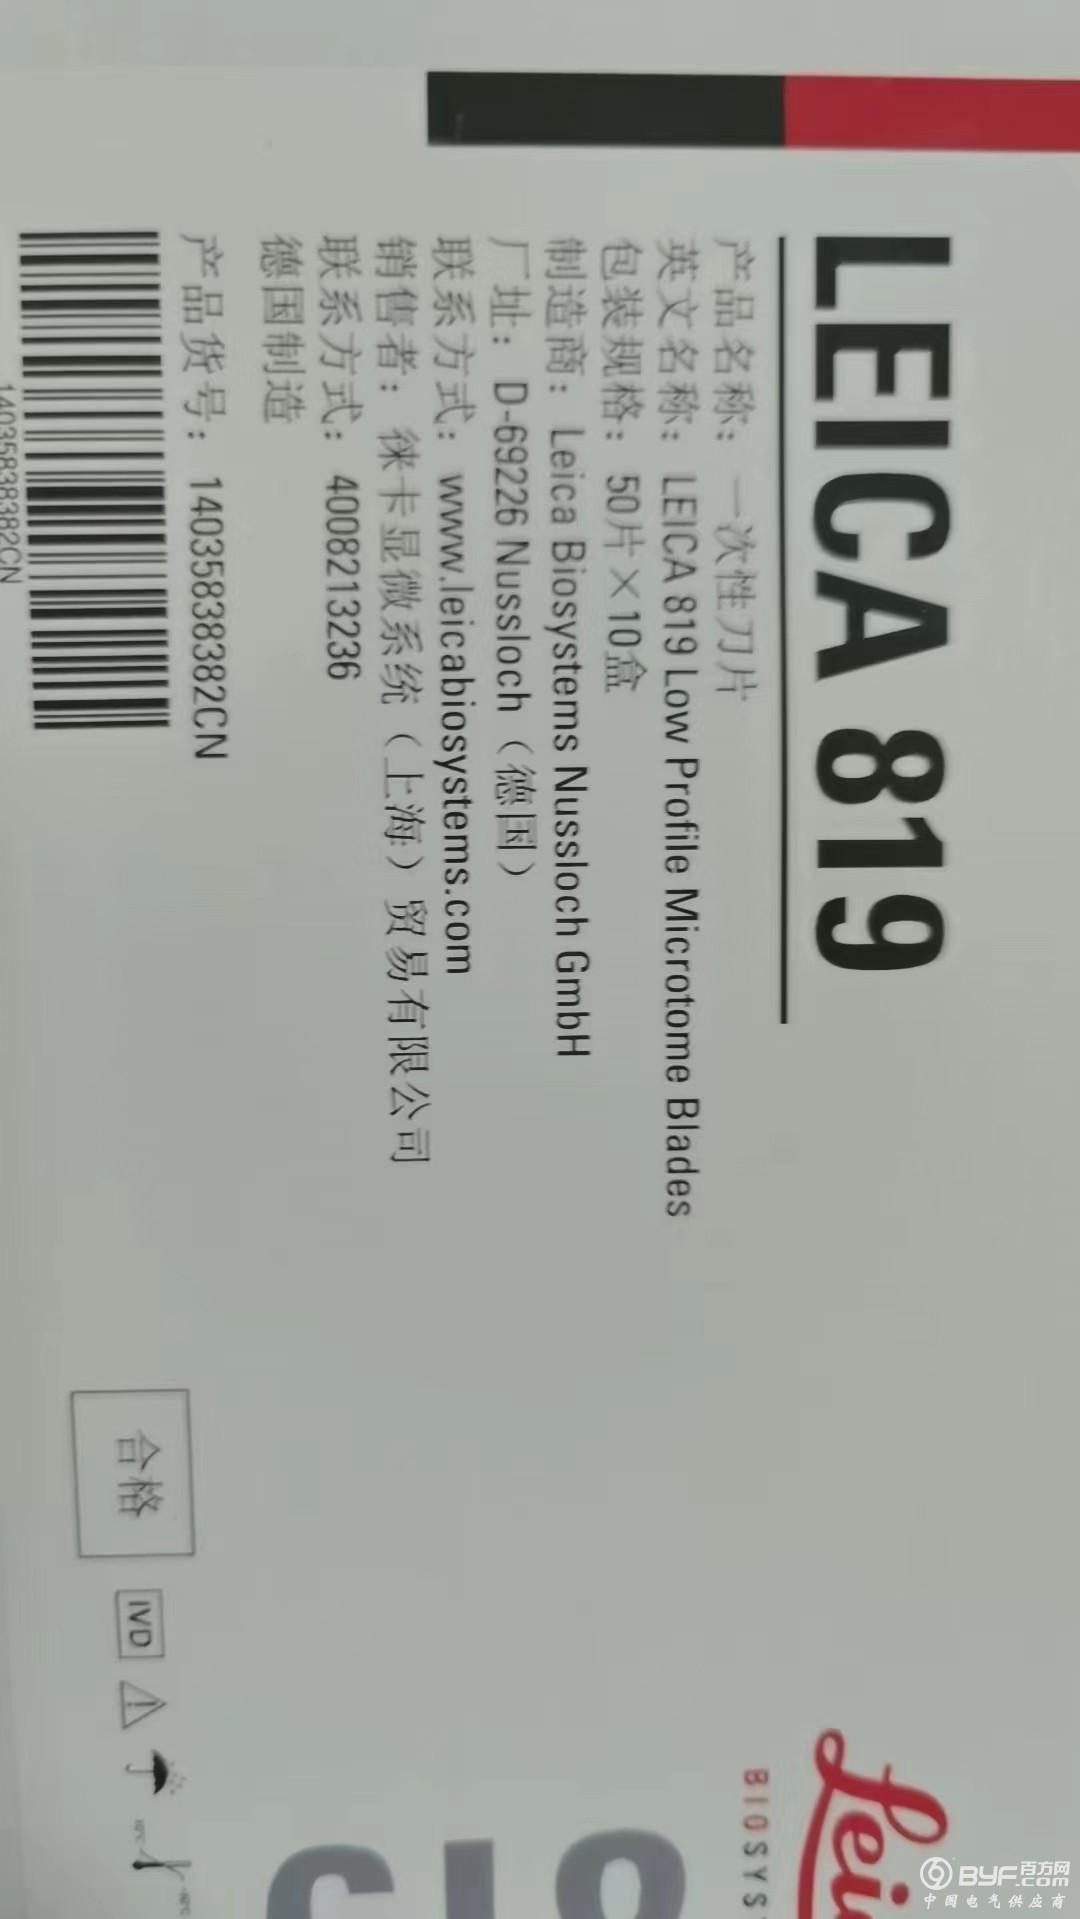 LEICA 819
产品名称：一次性刀片
英文名称：LEICA 819 Low Profile Microtome Blades
包装规格：50片×10盒
制造商：Leica Biosystems Nussloch GmbH
厂 址：D-69226 Nussloch（德国）
联系方式：www.leicabiosystems.com
销售者：徕卡显微系统（上海）贸易有限公司
联系方式：4008213236
德国制造
产品货号：14035838382CN
14035838382CN
合格
IVD
Leic
BIOSYS
819
BYF百方网
.com
中国电气供应商